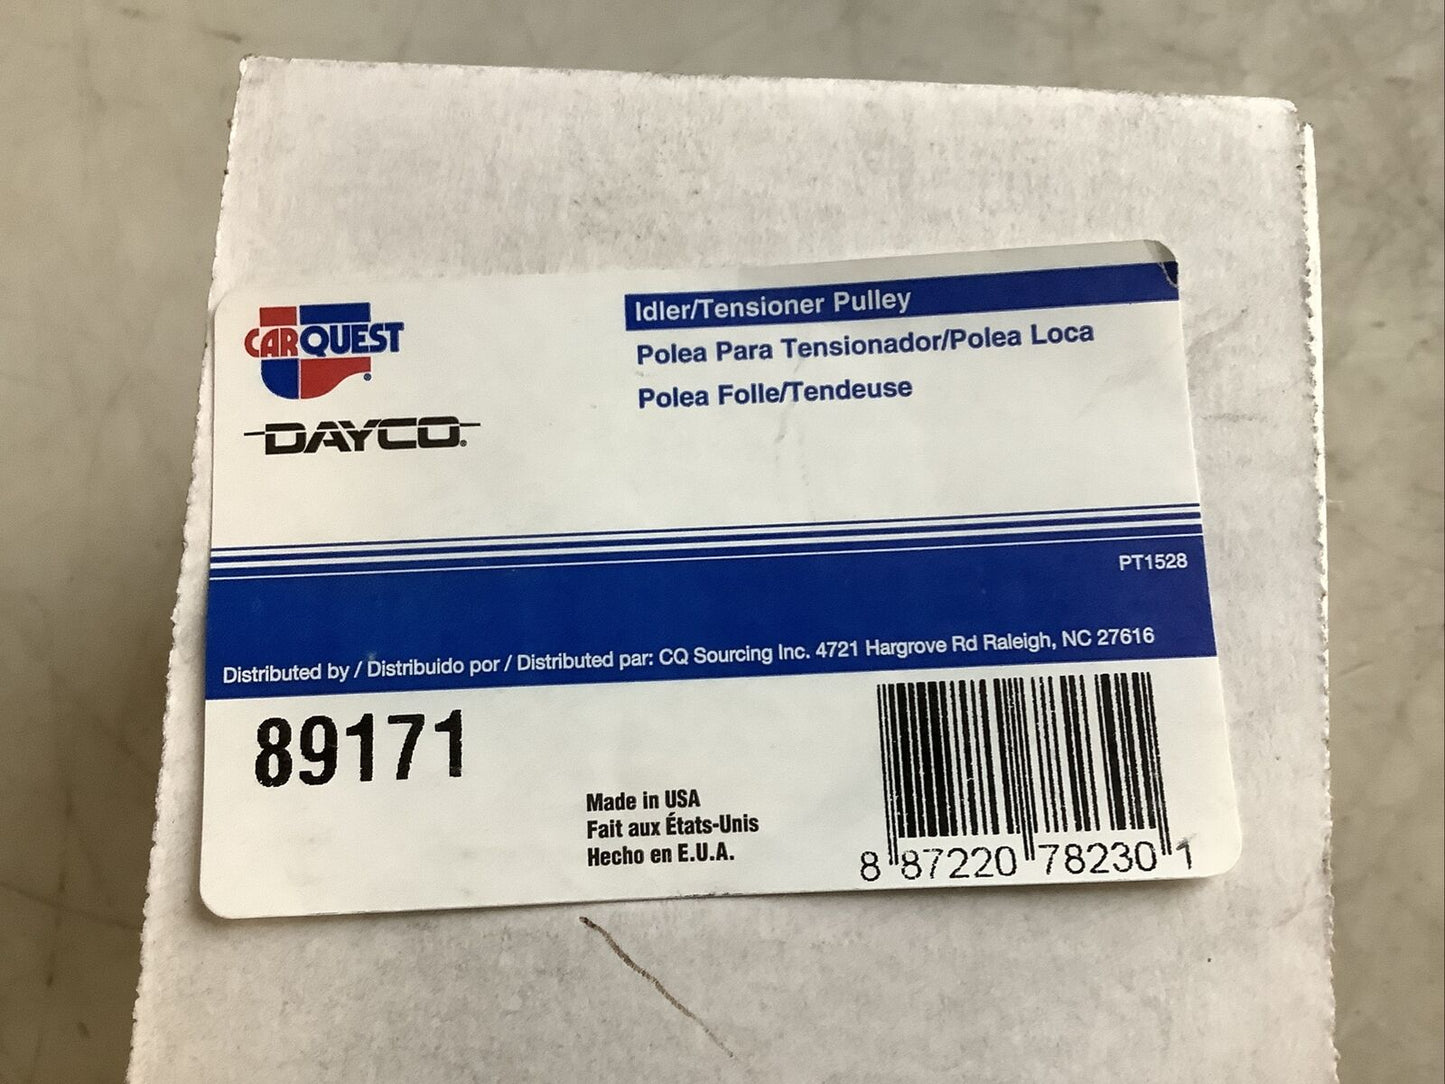 CARQUEST
DAYCO®
Idler/Tensioner Pulley
Polea Para Tensionador/Polea Loca
Polea Folle/Tendeuse
PT1528
Distributed by / Distribuido por / Distributed par: CQ Sourcing Inc. 4721 Hargrove Rd Raleigh, NC 27616
89171
Made in USA
Fait aux États-Unis
Hecho en E.U.A.
8 87220 78230 1